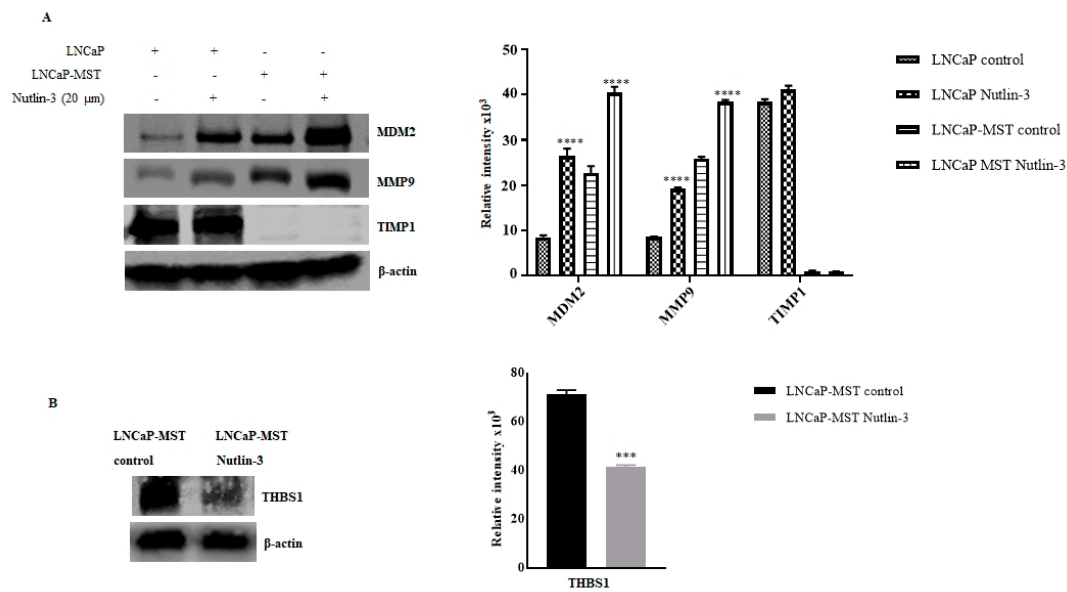 A
LNCaP + + - -
LNCaP-MST - - + +
Nutlin-3 (20 μm) - + - +
MDM2
MMP9
TIMP1
β-actin
Relative intensity x10³
50
40
30
20
10
0
**** **** **** ****
MDM2 MMP9 TIMP1
LNCaP control
LNCaP Nutlin-3
LNCaP-MST control
LNCaP MST Nutlin-3
B
LNCaP-MST LNCaP-MST
control Nutlin-3
THBS1
β-actin
Relative intensity x10³
80
60
40
20
0
***
THBS1
LNCaP-MST control
LNCaP-MST Nutlin-3